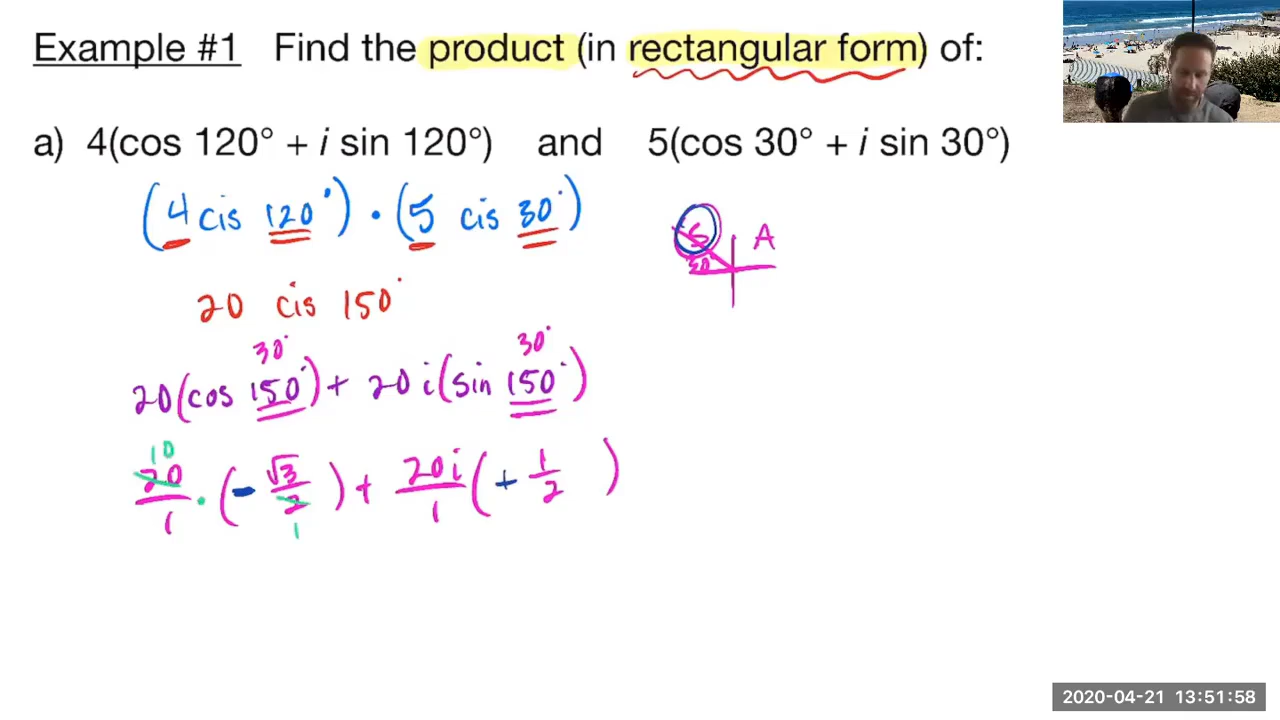 Example #1 Find the product (in rectangular form) of:
a) 4(cos 120° + i sin 120°) and 5(cos 30° + i sin 30°)
(4 cis 120°) · (5 cis 30°)
S A
30°
20 cis 150°
30° 30°
20(cos 150°) + 20i(sin 150°)
10
20/1 · (- √3/2) + 20i/1 (+ 1/2)
1
2020-04-21 13:51:58